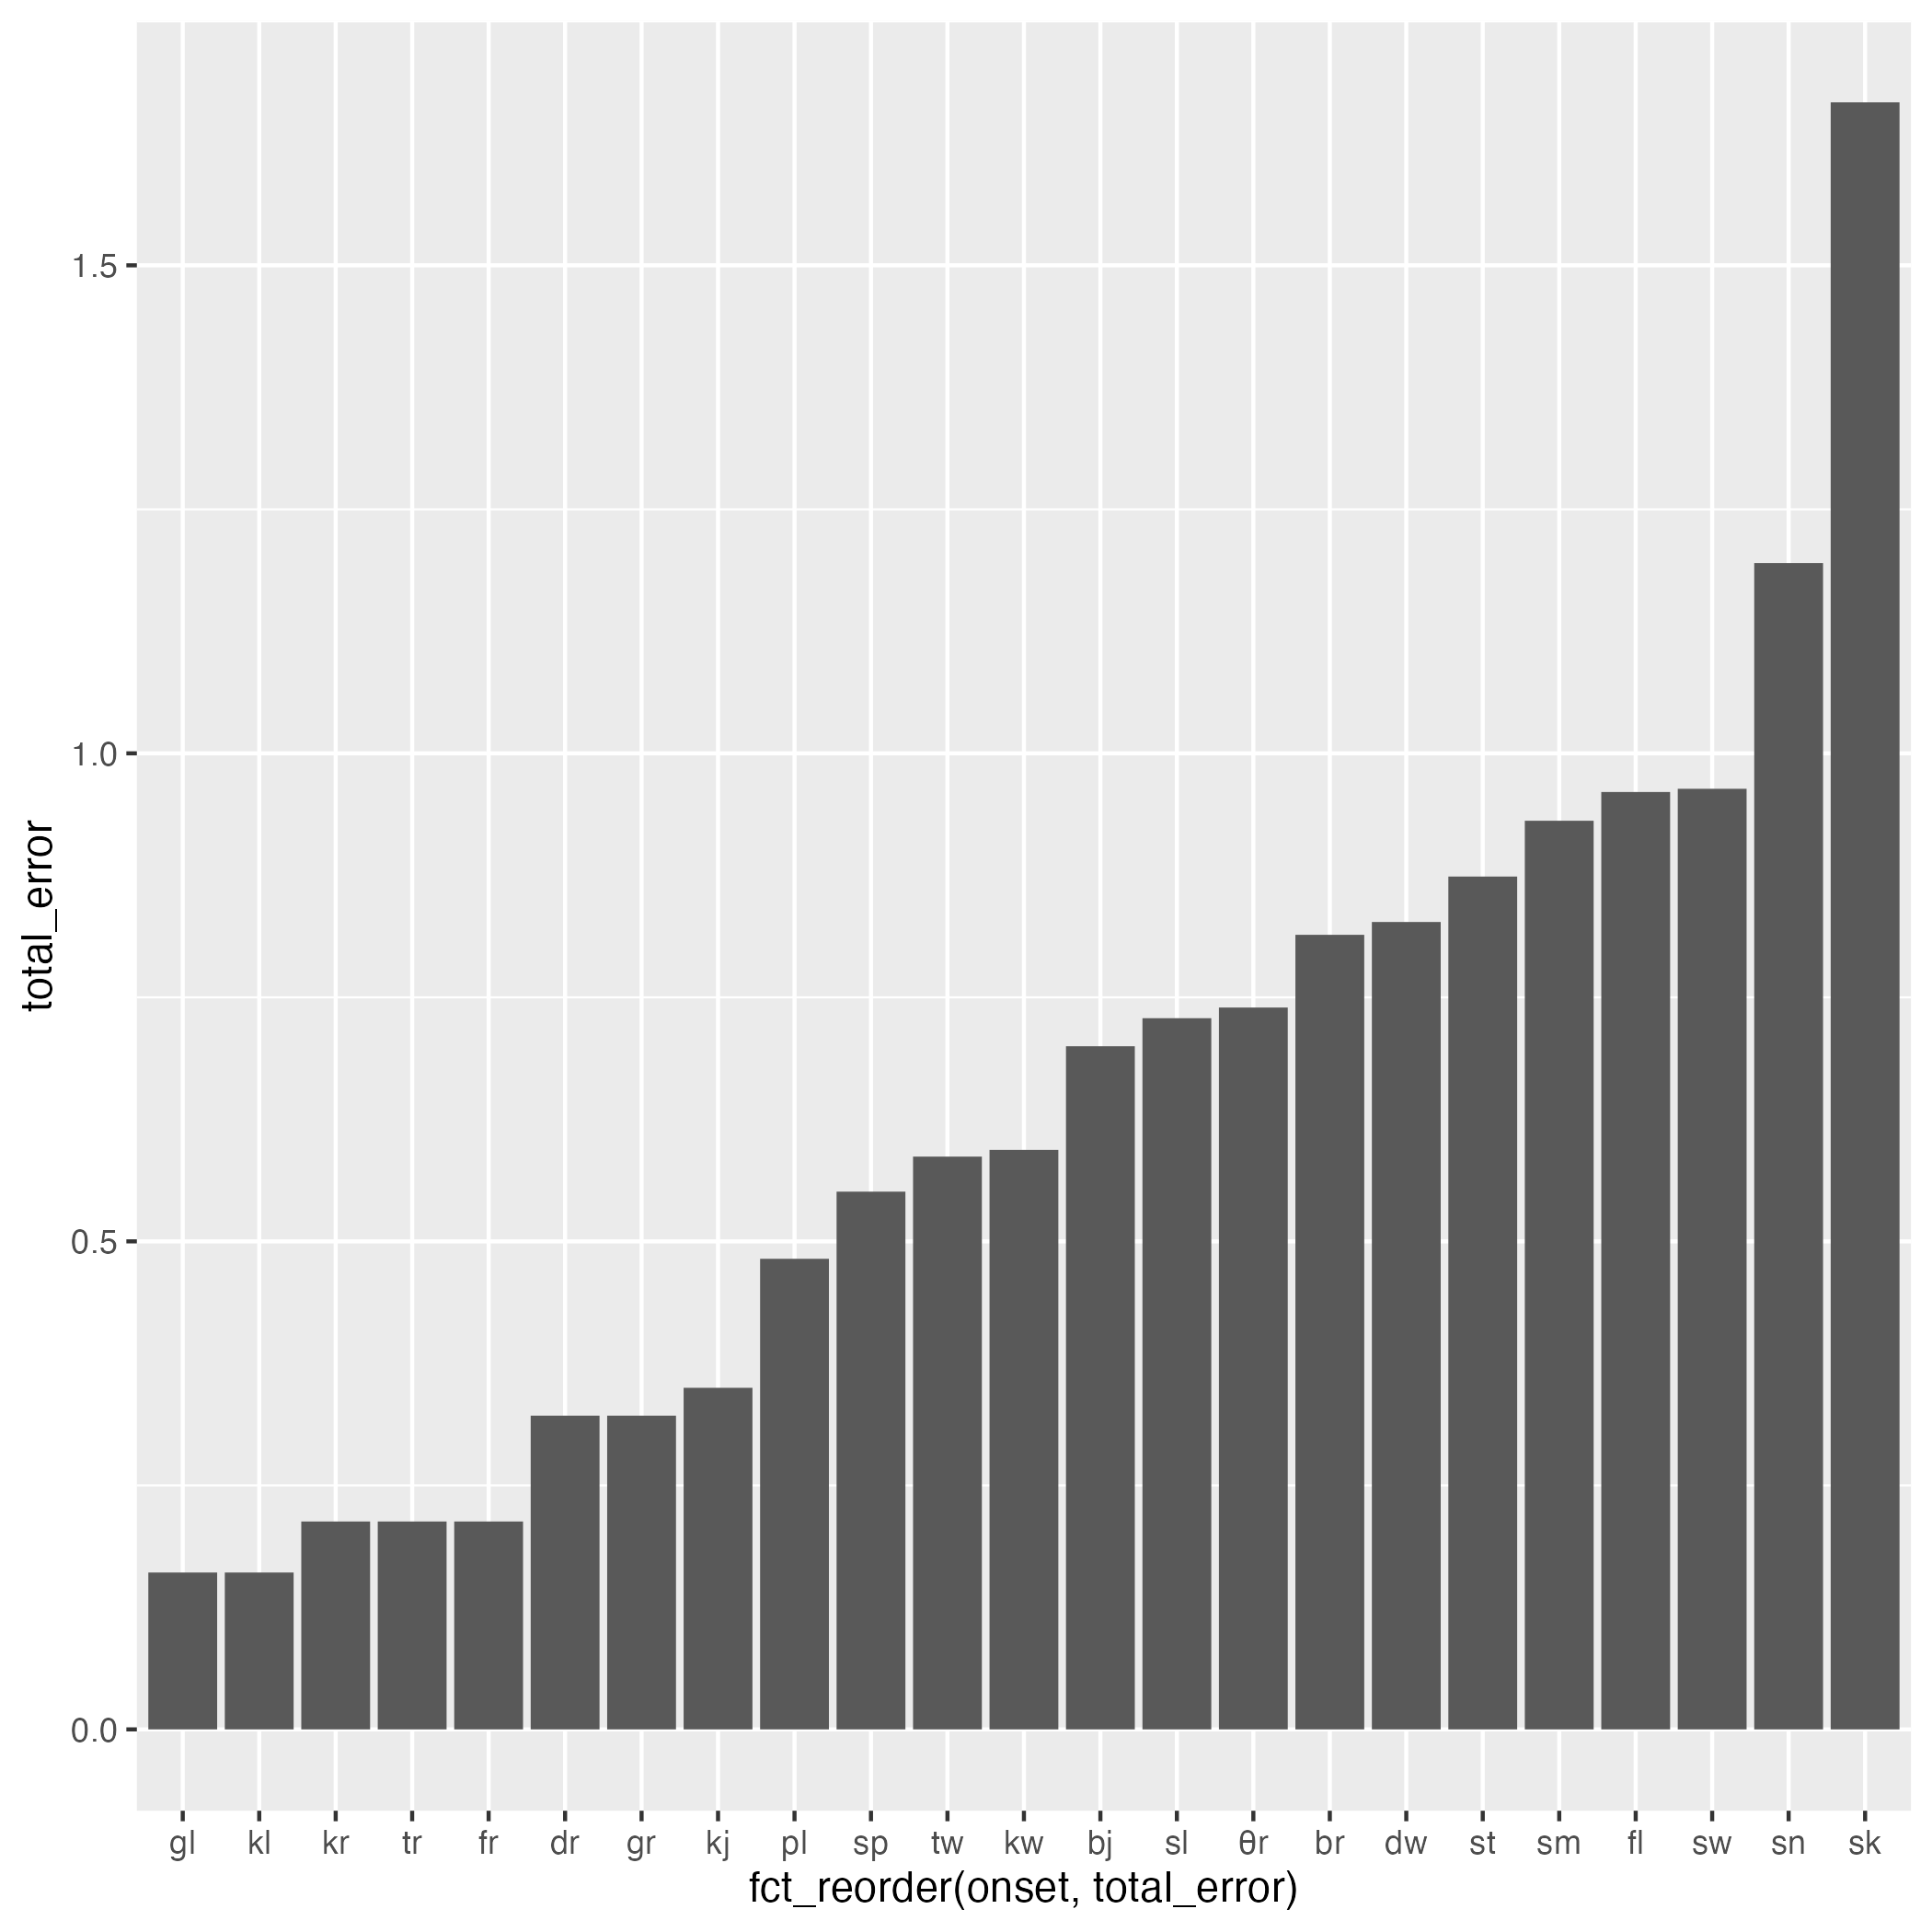 1.5
1.0
0.5
0.0
total_error
gl kl kr tr fr dr gr kj pl sp tw kw bj sl θr br dw st sm fl sw sn sk
fct_reorder(onset, total_error)